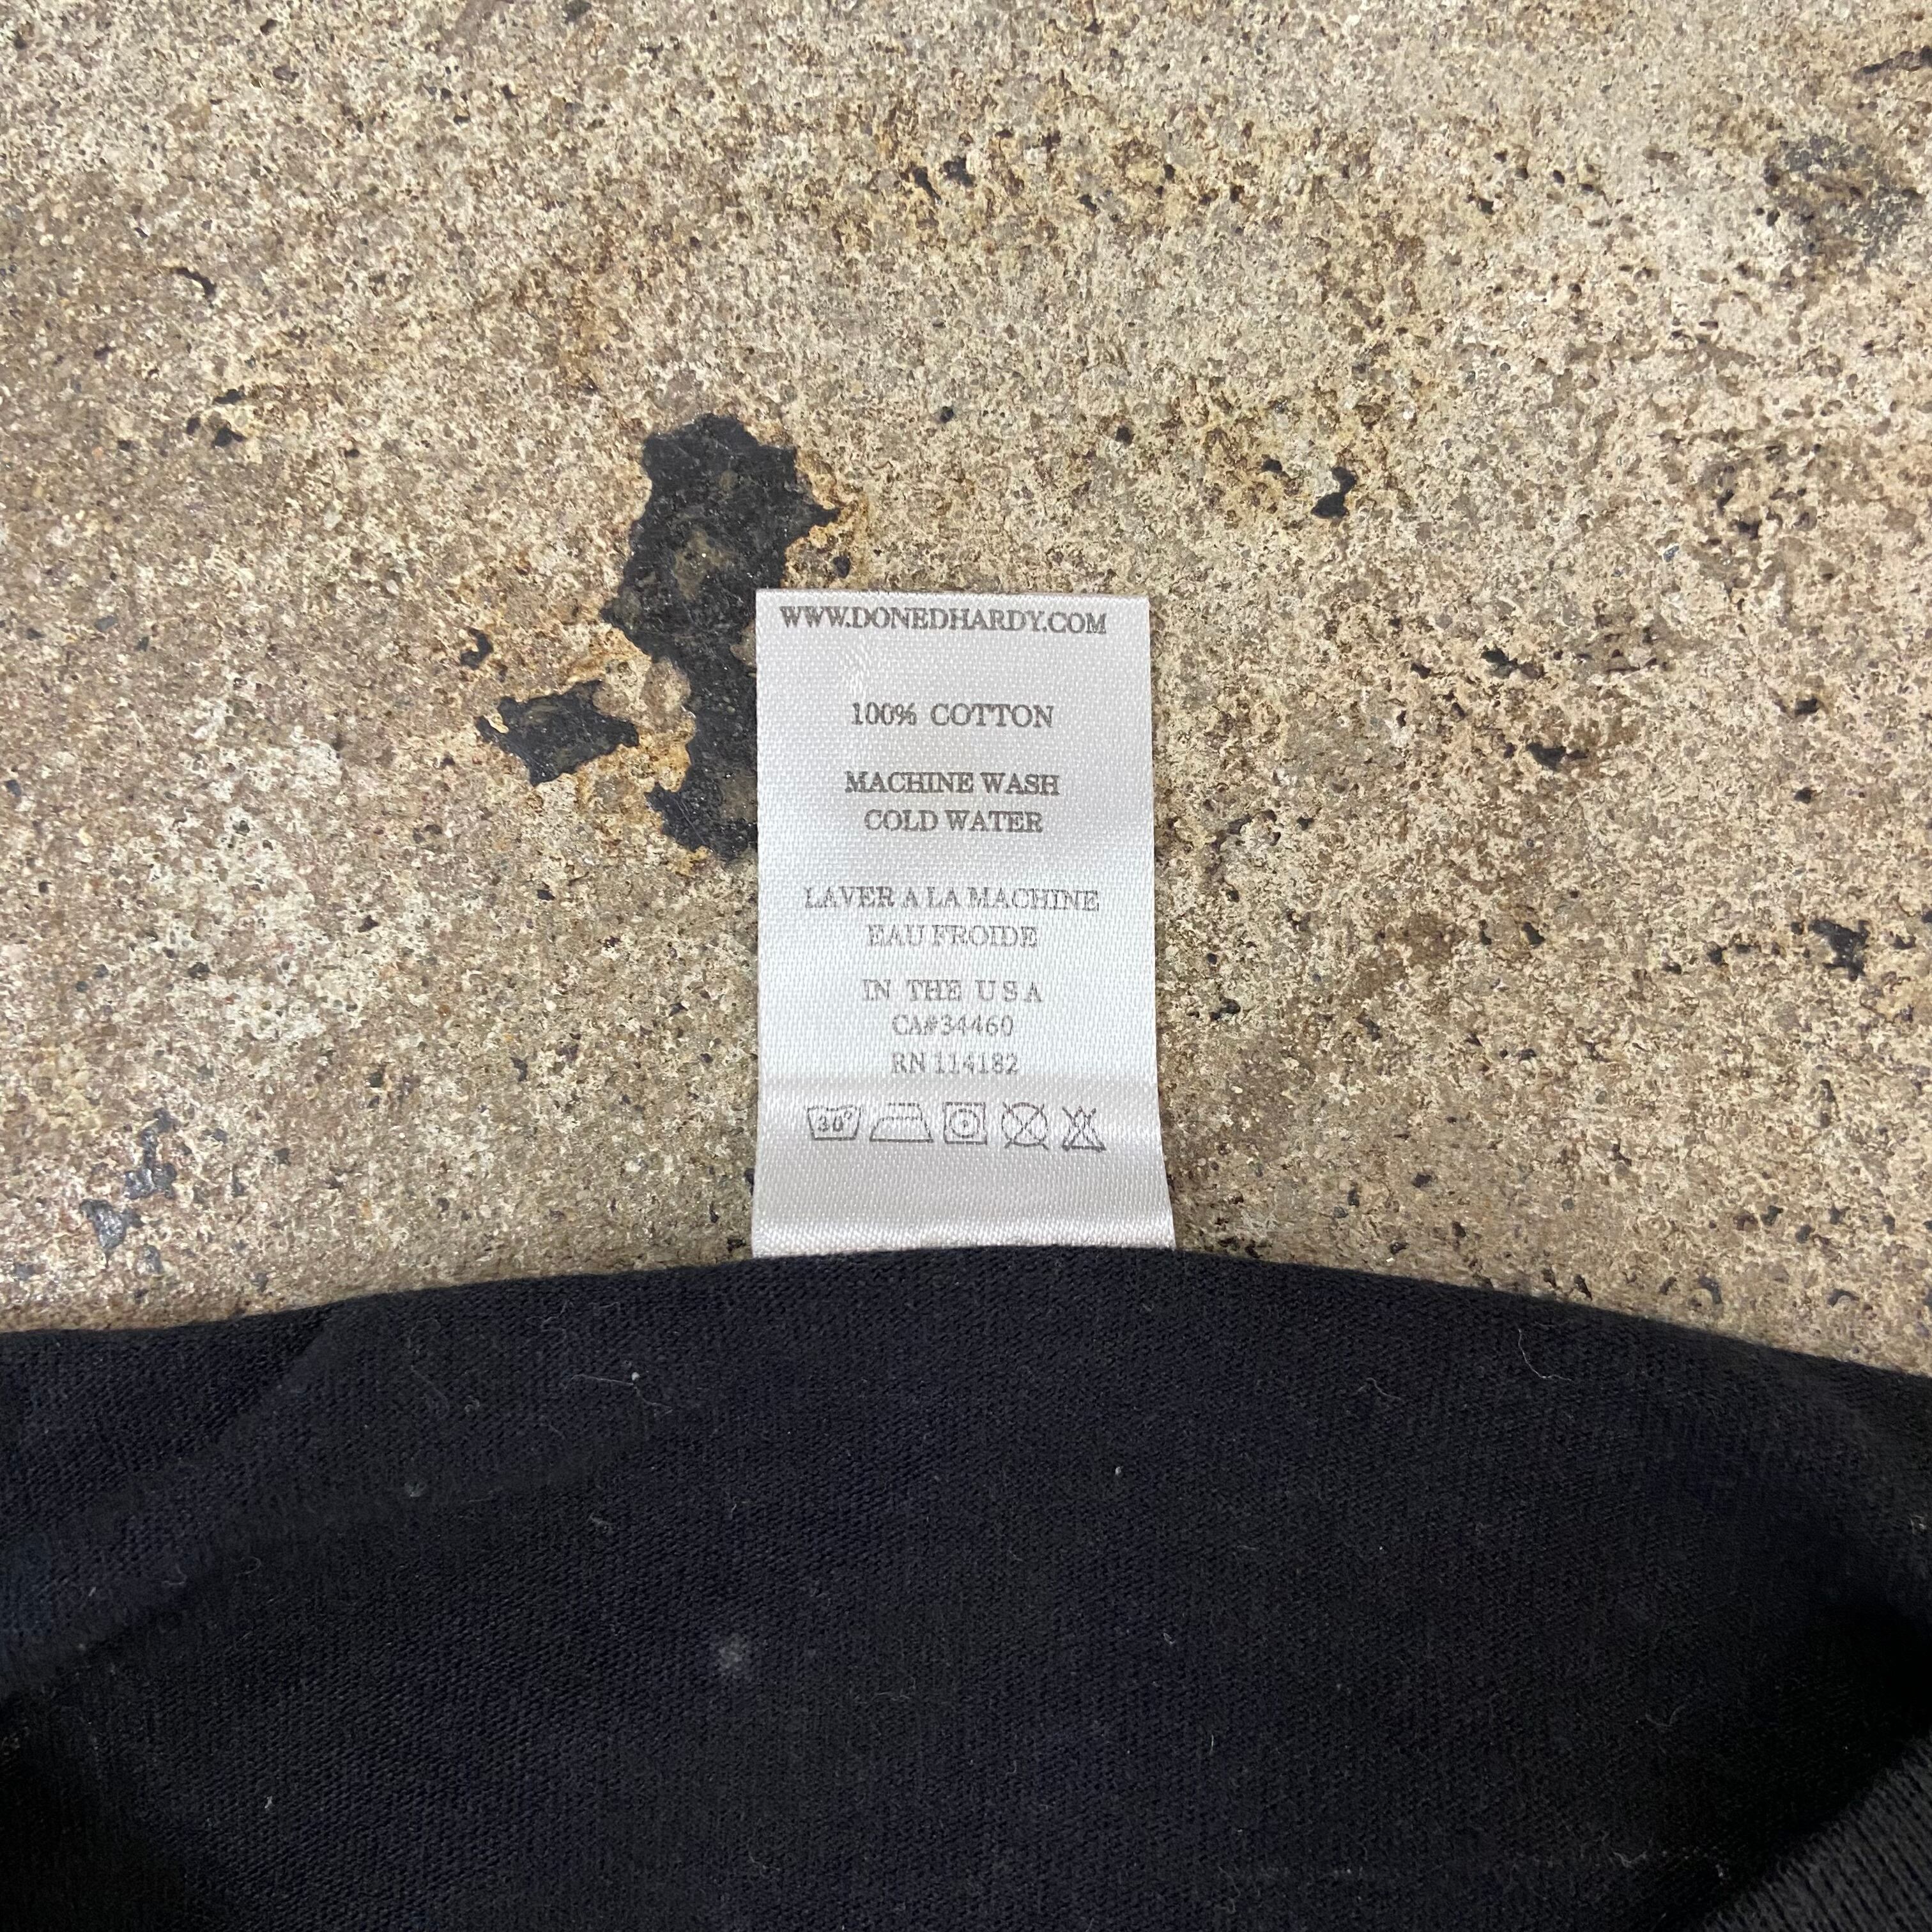 WWW.DONEDHARDY.COM
100% COTTON
MACHINE WASH
COLD WATER
LAVER A LA MACHINE
EAU FROIDE
IN THE U S A
CA#34460
RN 114182
30°